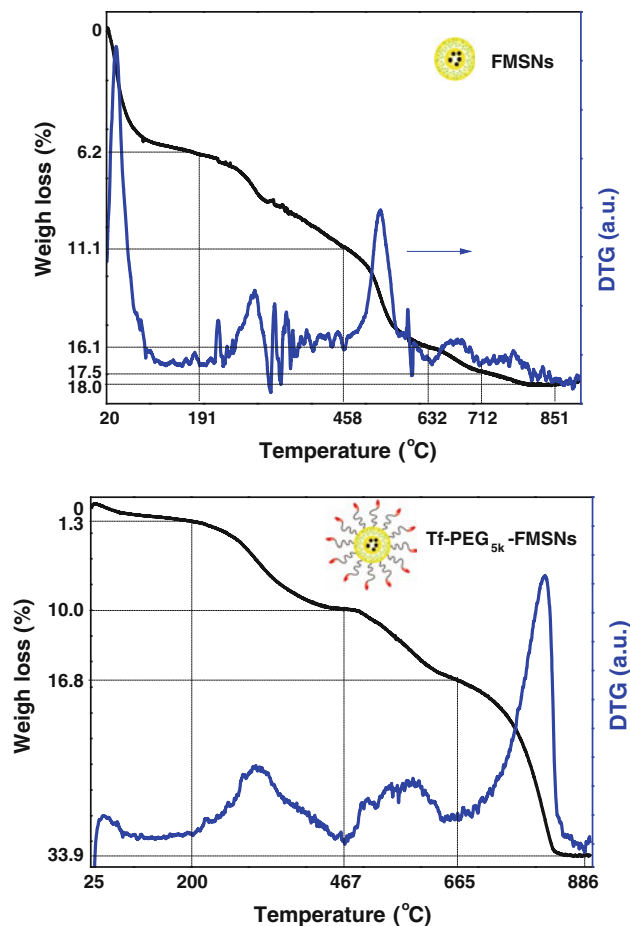 0
6.2
11.1
16.1
17.5
18.0
Weigh loss (%)
FMSNs
DTG (a.u.)
20 191 458 632 712 851
Temperature (°C)
0
1.3
10.0
16.8
33.9
Weigh loss (%)
Tf-PEG5k-FMSNs
DTG (a.u.)
25 200 467 665 886
Temperature (°C)